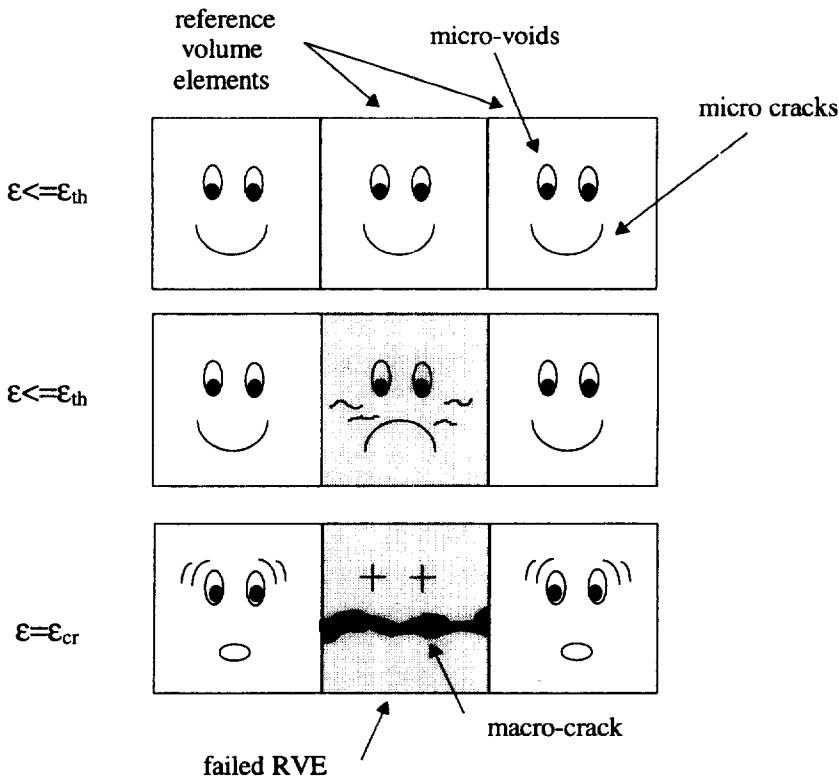 reference
volume
elements
micro-voids
micro cracks
ε<=εth
ε<=εth
ε=εcr
macro-crack
failed RVE